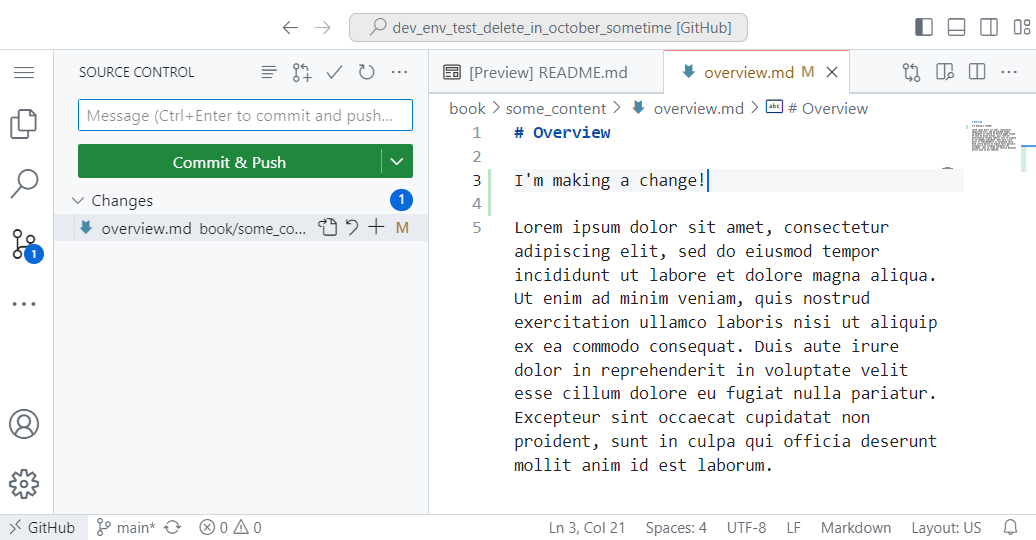 dev_env_test_delete_in_october_sometime [GitHub]
SOURCE CONTROL
Message (Ctrl+Enter to commit and push...
Commit & Push
Changes 1
overview.md book/some_co... M
1
[Preview] README.md
overview.md M
book > some_content > overview.md > abc # Overview
1 # Overview
2
3 I'm making a change!
4
5 Lorem ipsum dolor sit amet, consectetur
adipiscing elit, sed do eiusmod tempor
incididunt ut labore et dolore magna aliqua.
Ut enim ad minim veniam, quis nostrud
exercitation ullamco laboris nisi ut aliquip
ex ea commodo consequat. Duis aute irure
dolor in reprehenderit in voluptate velit
esse cillum dolore eu fugiat nulla pariatur.
Excepteur sint occaecat cupidatat non
proident, sunt in culpa qui officia deserunt
mollit anim id est laborum.
GitHub main* 0 0 Ln 3, Col 21 Spaces: 4 UTF-8 LF Markdown Layout: US